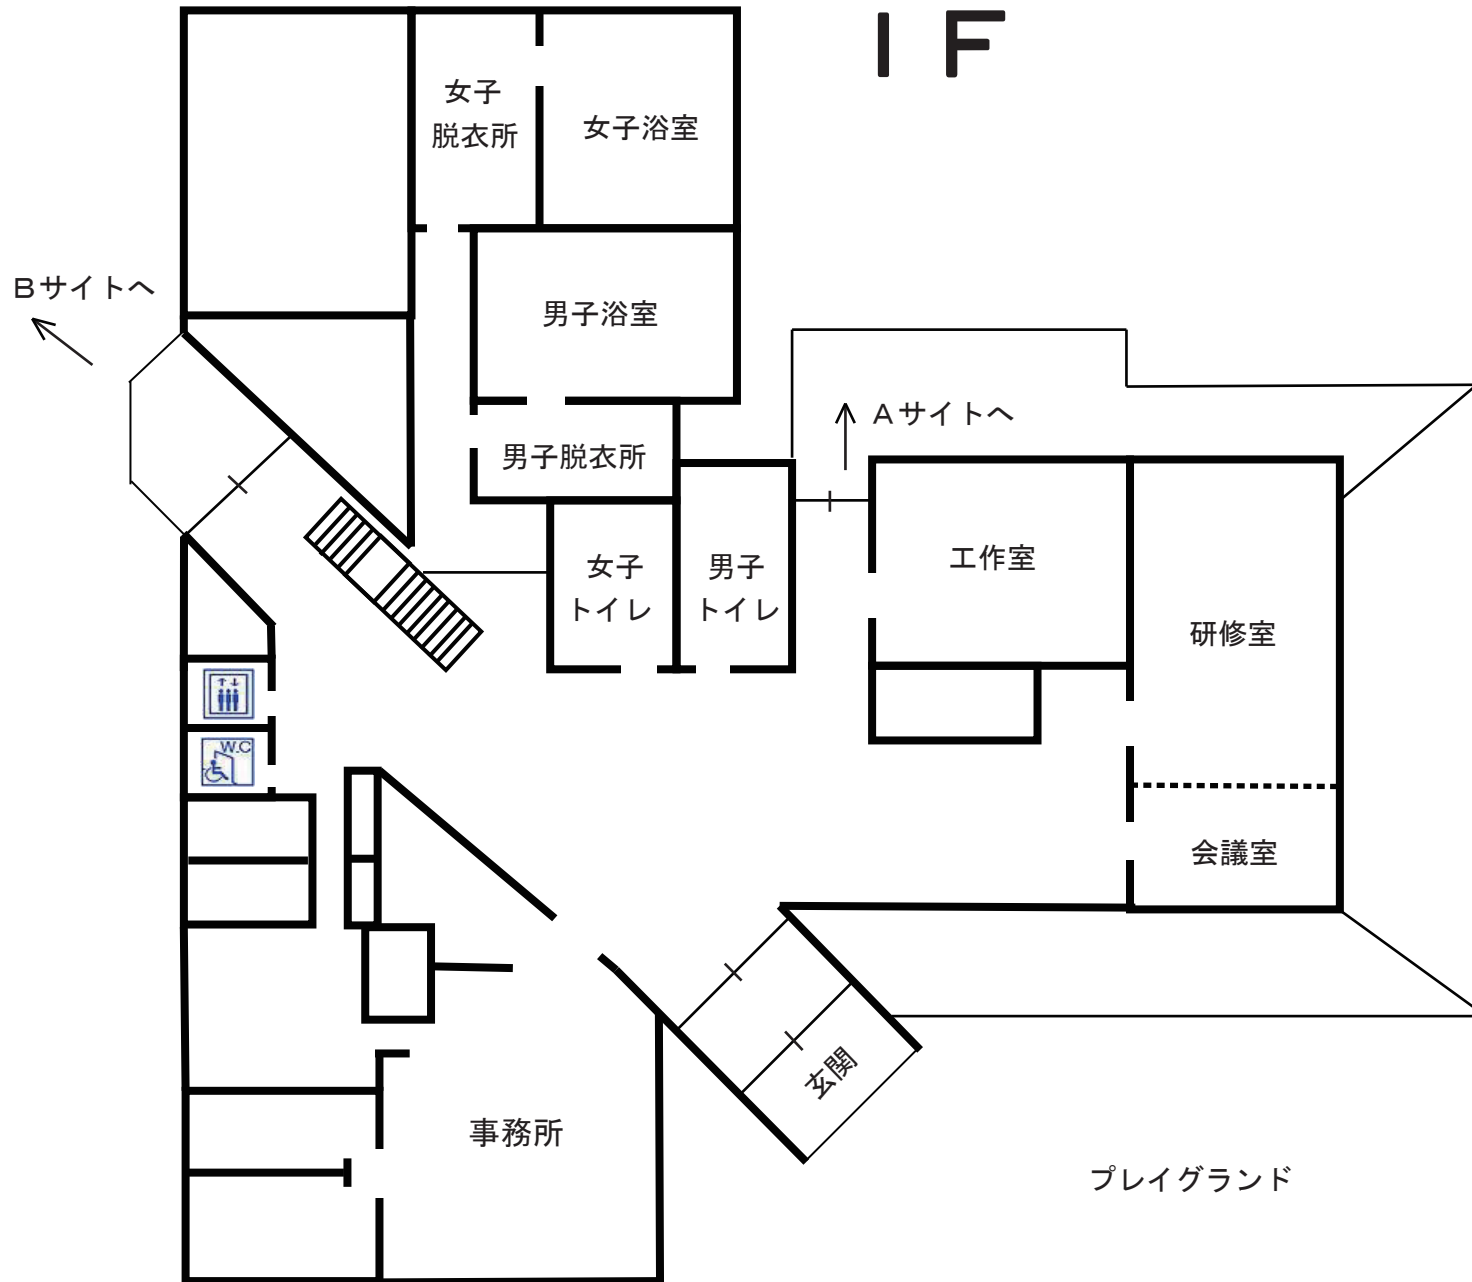 1F
女子
脱衣所
女子浴室
Bサイトへ
男子浴室
Aサイトへ
男子脱衣所
工作室
女子
トイレ
男子
トイレ
研修室
W.C
会議室
玄関
事務所
プレイグランド